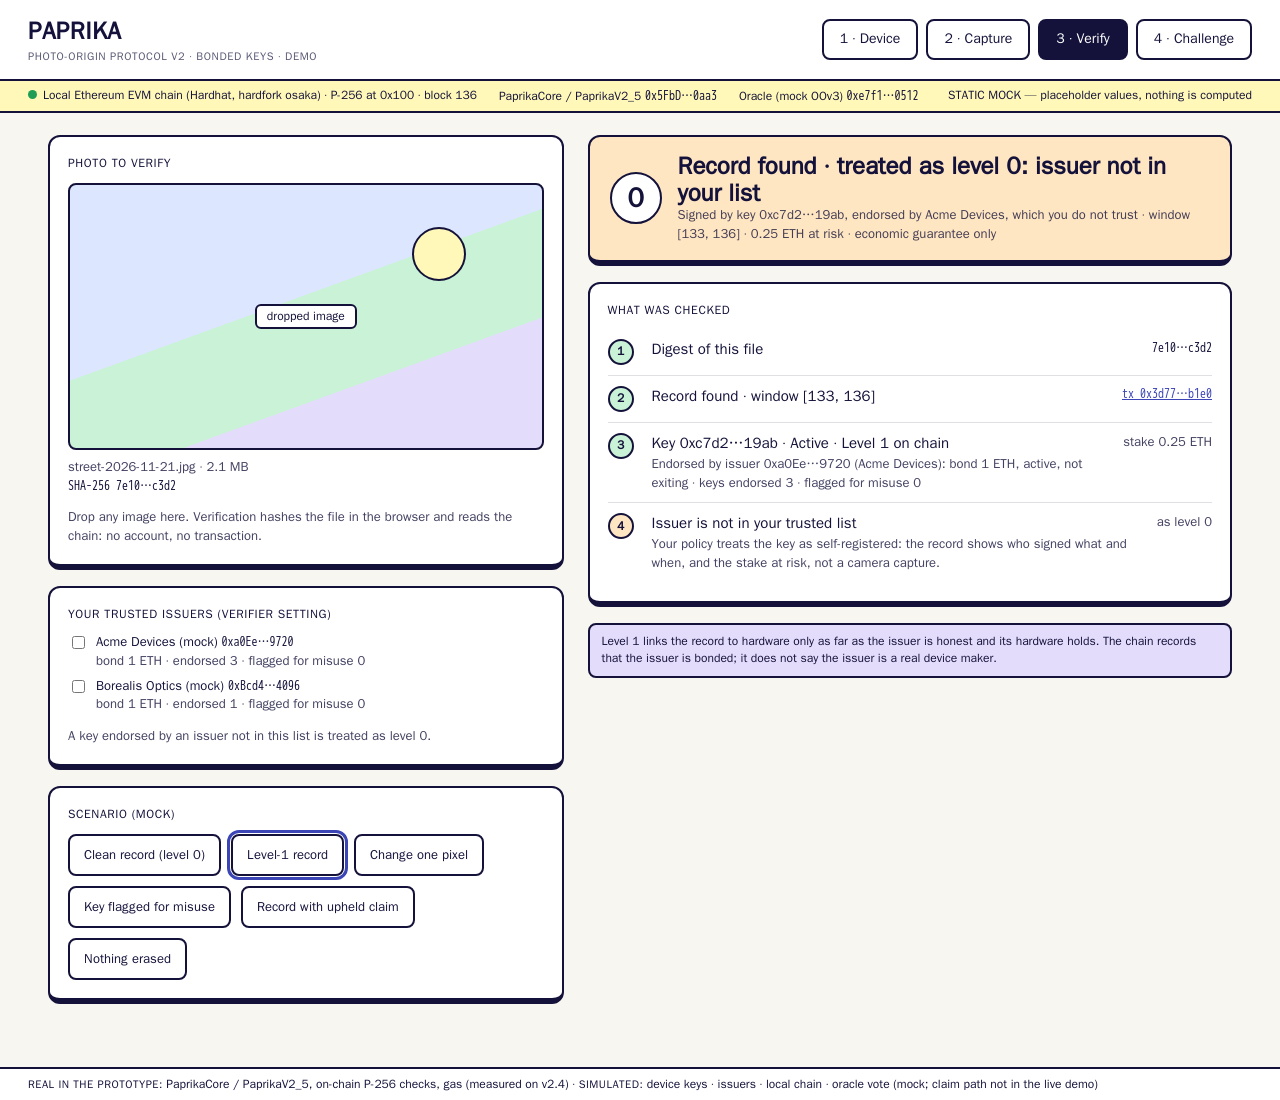 PAPRIKA
PHOTO-ORIGIN PROTOCOL V2 · BONDED KEYS · DEMO
1 · Device
2 · Capture
3 · Verify
4 · Challenge
Local Ethereum EVM chain (Hardhat, hardfork osaka) · P-256 at 0x100 · block 136
PaprikaCore / PaprikaV2_5 0x5FbD···0aa3
Oracle (mock OOv3) 0xe7f1···0512
STATIC MOCK — placeholder values, nothing is computed
PHOTO TO VERIFY
dropped image
street-2026-11-21.jpg · 2.1 MB
SHA-256 7e10···c3d2
Drop any image here. Verification hashes the file in the browser and reads the
chain: no account, no transaction.
YOUR TRUSTED ISSUERS (VERIFIER SETTING)
Acme Devices (mock) 0xa0Ee···9720
bond 1 ETH · endorsed 3 · flagged for misuse 0
Borealis Optics (mock) 0xBcd4···4096
bond 1 ETH · endorsed 1 · flagged for misuse 0
A key endorsed by an issuer not in this list is treated as level 0.
SCENARIO (MOCK)
Clean record (level 0)
Level-1 record
Change one pixel
Key flagged for misuse
Record with upheld claim
Nothing erased
0
Record found · treated as level 0: issuer not in
your list
Signed by key 0xc7d2···19ab, endorsed by Acme Devices, which you do not trust · window
[133, 136] · 0.25 ETH at risk · economic guarantee only
WHAT WAS CHECKED
1
Digest of this file
7e10···c3d2
2
Record found · window [133, 136]
tx 0x3d77···b1e0
3
Key 0xc7d2···19ab · Active · Level 1 on chain
stake 0.25 ETH
Endorsed by issuer 0xa0Ee···9720 (Acme Devices): bond 1 ETH, active, not
exiting · keys endorsed 3 · flagged for misuse 0
4
Issuer is not in your trusted list
as level 0
Your policy treats the key as self-registered: the record shows who signed what and
when, and the stake at risk, not a camera capture.
Level 1 links the record to hardware only as far as the issuer is honest and its hardware holds. The chain records
that the issuer is bonded; it does not say the issuer is a real device maker.
REAL IN THE PROTOTYPE: PaprikaCore / PaprikaV2_5, on-chain P-256 checks, gas (measured on v2.4) · SIMULATED: device keys · issuers · local chain · oracle vote (mock; claim path not in the live demo)